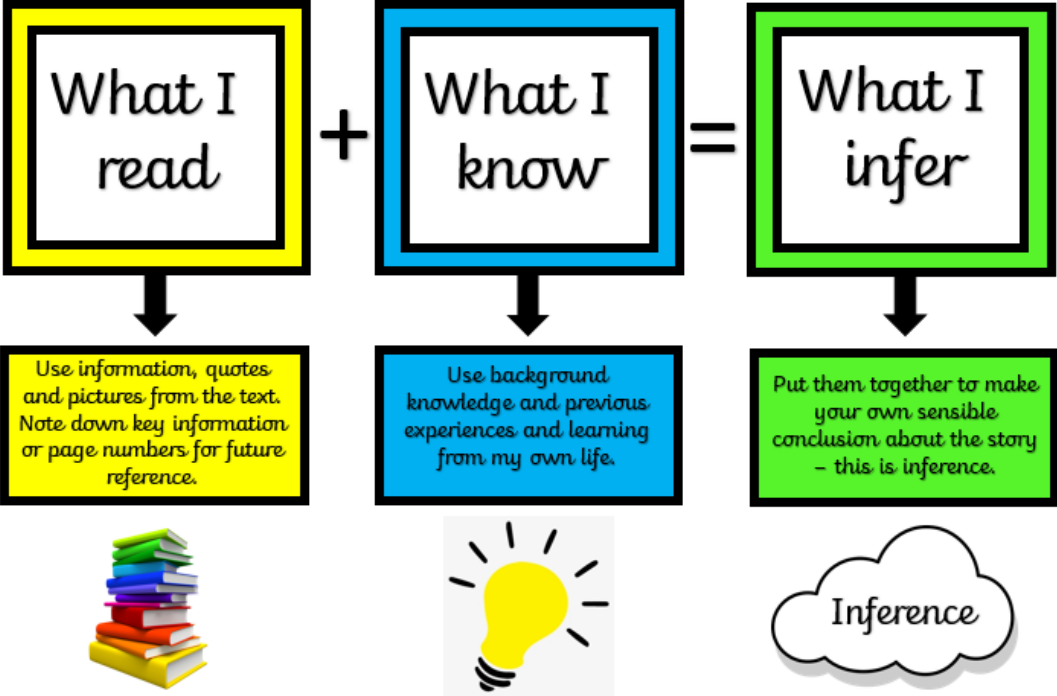 What I
read
+
What I
know
=
What I
infer
Use information, quotes
and pictures from the text.
Note down key information
or page numbers for future
reference.
Use background
knowledge and previous
experiences and learning
from my own life.
Put them together to make
your own sensible
conclusion about the story
– this is inference.
Inference